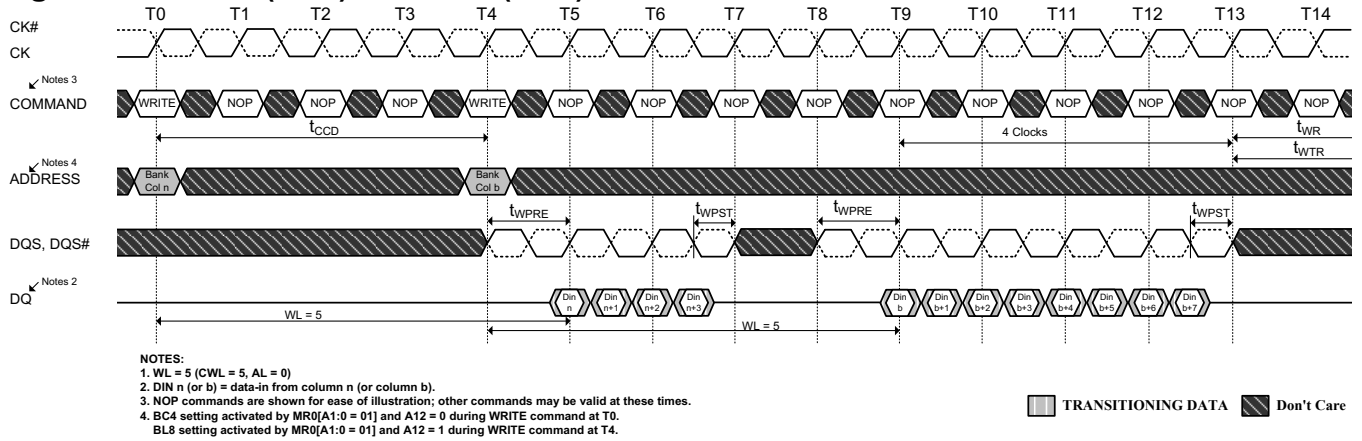 T0 T1 T2 T3 T4 T5 T6 T7 T8 T9 T10 T11 T12 T13 T14
CK#
CK
Notes 3
COMMAND
WRITE NOP NOP NOP WRITE NOP NOP NOP NOP NOP NOP NOP NOP NOP NOP
tCCD
4 Clocks
tWR
tWTR
Notes 4
ADDRESS
Bank Bank
Col n Col b
tWPRE tWPST tWPRE tWPST
DQS, DQS#
Notes 2
DQ
Din Din Din Din Din Din Din Din Din Din Din Din
n n+1 n+2 n+3 b b+1 b+2 b+3 b+4 b+5 b+6 b+7
WL = 5
WL = 5
NOTES:
1. WL = 5 (CWL = 5, AL = 0)
2. DIN n (or b) = data-in from column n (or column b).
3. NOP commands are shown for ease of illustration; other commands may be valid at these times.
4. BC4 setting activated by MR0[A1:0 = 01] and A12 = 0 during WRITE command at T0.
BL8 setting activated by MR0[A1:0 = 01] and A12 = 1 during WRITE command at T4.
TRANSITIONING DATA Don't Care